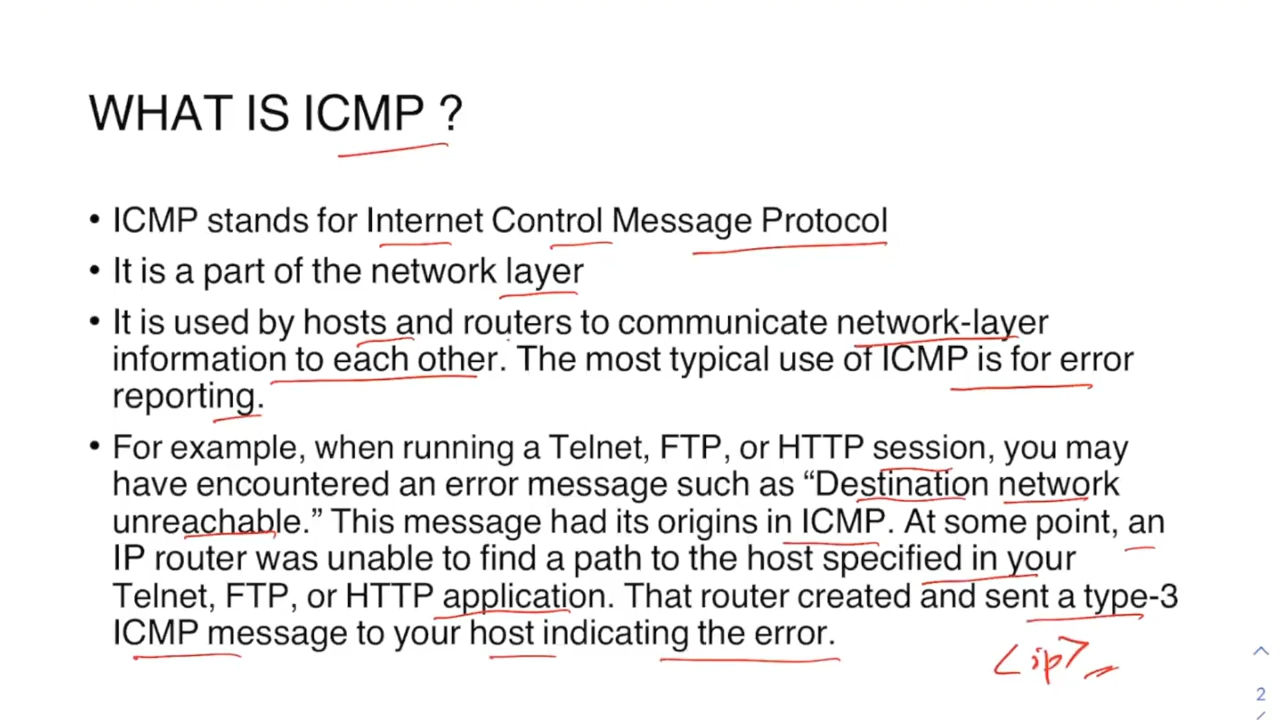 WHAT IS ICMP ?
• ICMP stands for Internet Control Message Protocol
• It is a part of the network layer
• It is used by hosts and routers to communicate network-layer
information to each other. The most typical use of ICMP is for error
reporting.
• For example, when running a Telnet, FTP, or HTTP session, you may
have encountered an error message such as “Destination network
unreachable.” This message had its origins in ICMP. At some point, an
IP router was unable to find a path to the host specified in your
Telnet, FTP, or HTTP application. That router created and sent a type-3
ICMP message to your host indicating the error.
<ip>
2